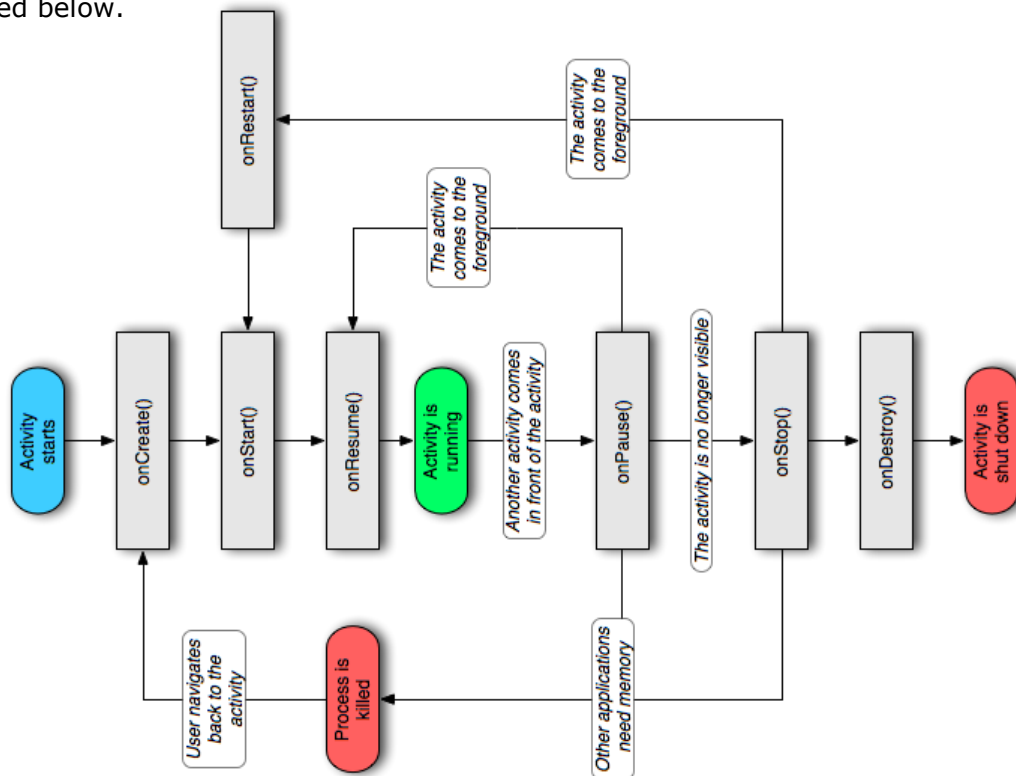 ed below.
Activity
starts
onCreate()
onStart()
onRestart()
onResume()
Activity is
running
The activity
comes to the
foreground
Another activity comes
in front of the activity
onPause()
The activity
comes to the
foreground
The activity is no longer visible
onStop()
onDestroy()
Activity is
shut down
User navigates
back to the
activity
Process is
killed
Other applications
need memory